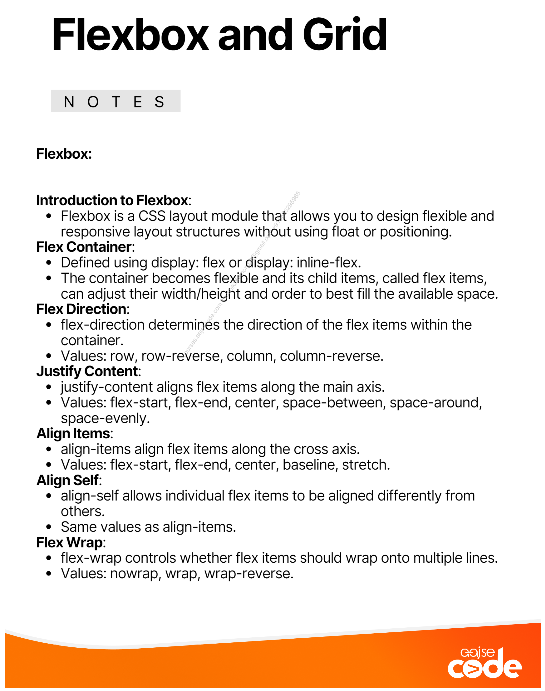 Flexbox and Grid
NOTES
Flexbox:
Introduction to Flexbox:
• Flexbox is a CSS layout module that allows you to design flexible and
responsive layout structures without using float or positioning.
Flex Container:
• Defined using display: flex or display: inline-flex.
• The container becomes flexible and its child items, called flex items,
can adjust their width/height and order to best fill the available space.
Flex Direction:
• flex-direction determines the direction of the flex items within the
container.
• Values: row, row-reverse, column, column-reverse.
Justify Content:
• justify-content aligns flex items along the main axis.
• Values: flex-start, flex-end, center, space-between, space-around,
space-evenly.
Align Items:
• align-items align flex items along the cross axis.
• Values: flex-start, flex-end, center, baseline, stretch.
Align Self:
• align-self allows individual flex items to be aligned differently from
others.
• Same values as align-items.
Flex Wrap:
• flex-wrap controls whether flex items should wrap onto multiple lines.
• Values: nowrap, wrap, wrap-reverse.
code